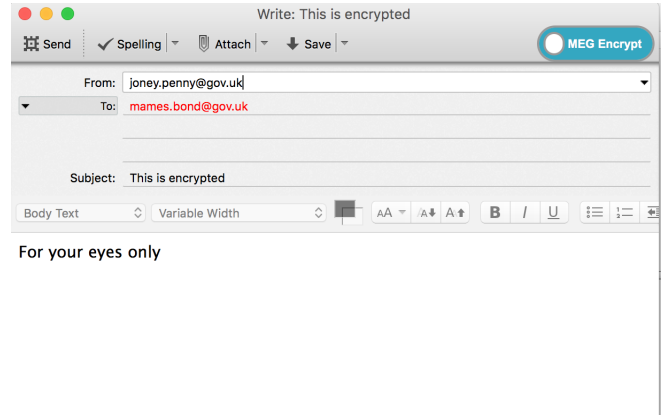 Write: This is encrypted
Send Spelling Attach Save MEG Encrypt
From: joney.penny@gov.uk
To: mames.bond@gov.uk
Subject: This is encrypted
Body Text Variable Width AA A A B I U
For your eyes only